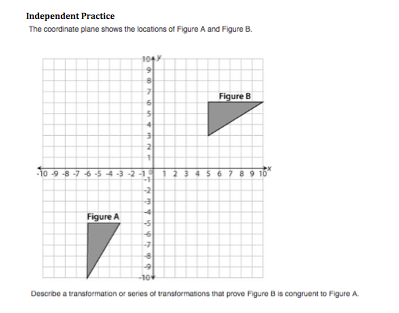 Independent Practice
The coordinate plane shows the locations of Figure A and Figure B.
y
10
9
8
7
6
5
4
3
2
1
Figure B
-10 -9 -8 -7 -6 -5 -4 -3 -2 -1 0 1 2 3 4 5 6 7 8 9 10 x
-1
-2
-3
-4
Figure A
-5
-6
-7
-8
-9
-10
Describe a transformation or series of transformations that prove Figure B is congruent to Figure A.